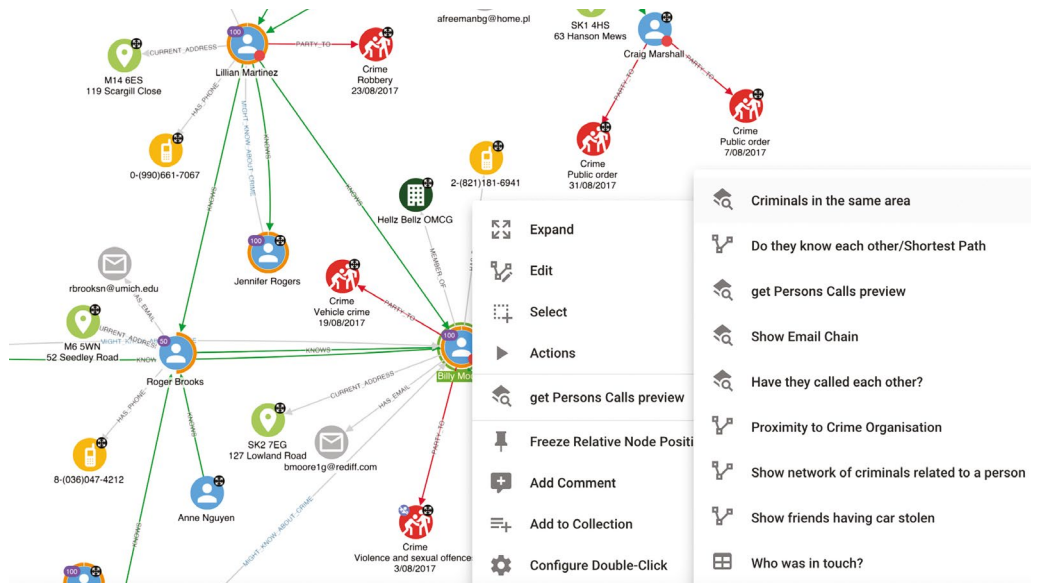 afreemanbg@home.pl
SK1 4HS
63 Hanson Mews
100
CURRENT_ADDRESS
PARTY_TO
Lillian Martinez
Craig Marshall
M14 6ES
119 Scargill Close
Crime
Robbery
23/08/2017
PARTY_TO
PARTY_TO
HAS_PHONE
MIGHT_KNOW_ABOUT_CRIME
KNOWS
Crime
Public order
7/08/2017
0-(990)661-7067
Crime
Public order
31/08/2017
2-(821)181-6941
KNOWS
KNOWS
Hellz Bellz OMCG
100
Jennifer Rogers
MEMBER_OF
rbrooksn@umich.edu
HAS_EMAIL
Crime
Vehicle crime
19/08/2017
PARTY_TO
M6 5WN
52 Seedley Road
CURRENT_ADDRESS
KNOW
50
KNOWS
100
Roger Brooks
Billy Mo
CURRENT_ADDRESS
HAS_EMAIL
HAS_PHONE
KNOWS
SK2 7EG
127 Lowland Road
bmoore1g@rediff.com
PARTY_TO
8-(036)047-4212
Anne Nguyen
KNOWS
MIGHT_KNOW_ABOUT_CRIME
Crime
Violence and sexual offence
3/08/2017
100
Expand
Edit
Select
Actions
get Persons Calls preview
Freeze Relative Node Positi
Add Comment
Add to Collection
Configure Double-Click
Criminals in the same area
Do they know each other/Shortest Path
get Persons Calls preview
Show Email Chain
Have they called each other?
Proximity to Crime Organisation
Show network of criminals related to a person
Show friends having car stolen
Who was in touch?